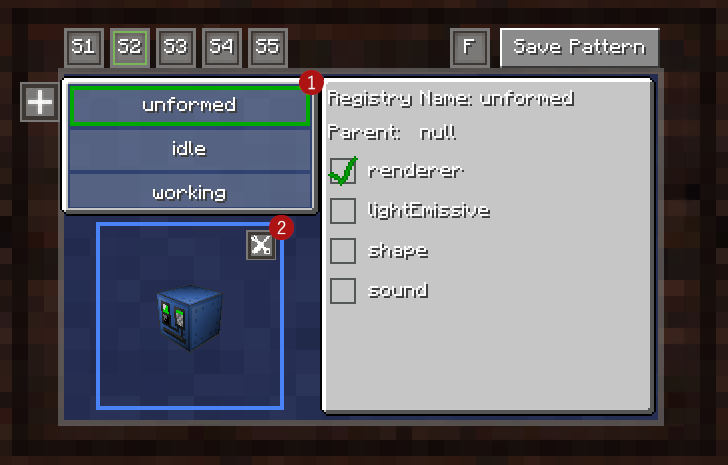 S1 S2 S3 S4 S5 F Save Pattern
1
unformed
idle
working
2
Registry Name: unformed
Parent: null
renderer
lightEmissive
shape
sound